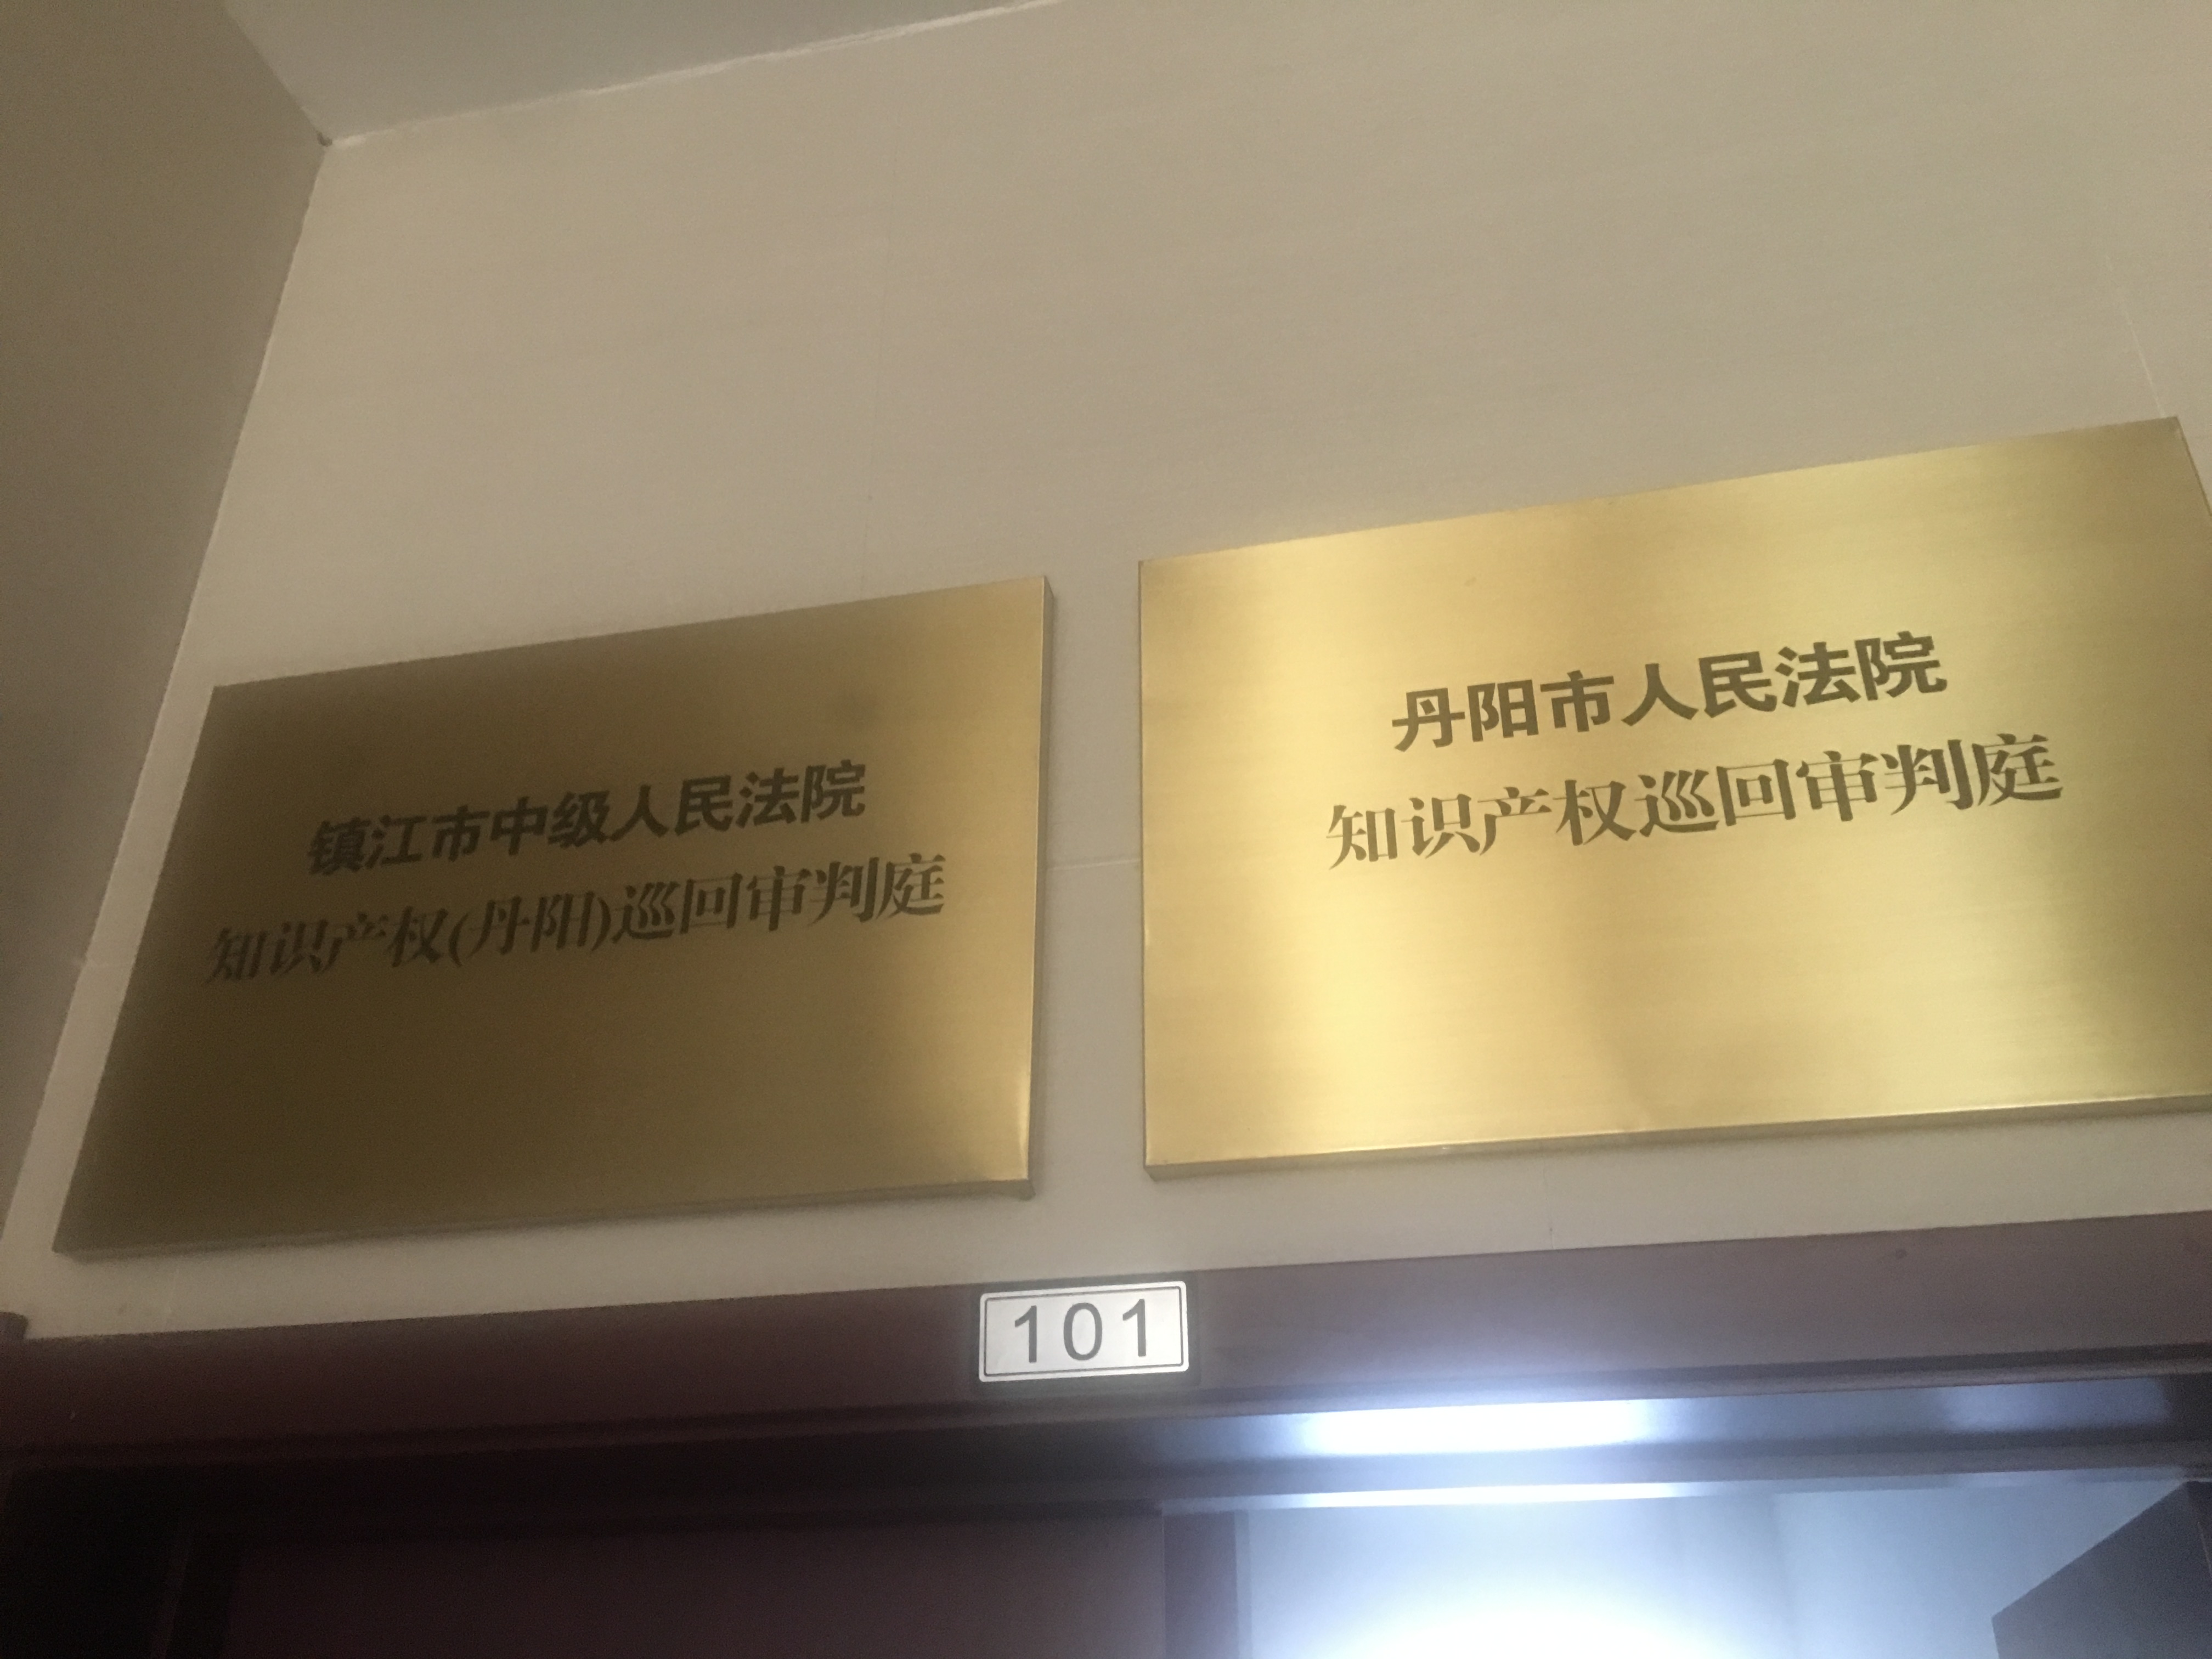 镇江市中级人民法院
知识产权(丹阳)巡回审判庭
丹阳市人民法院
知识产权巡回审判庭
101